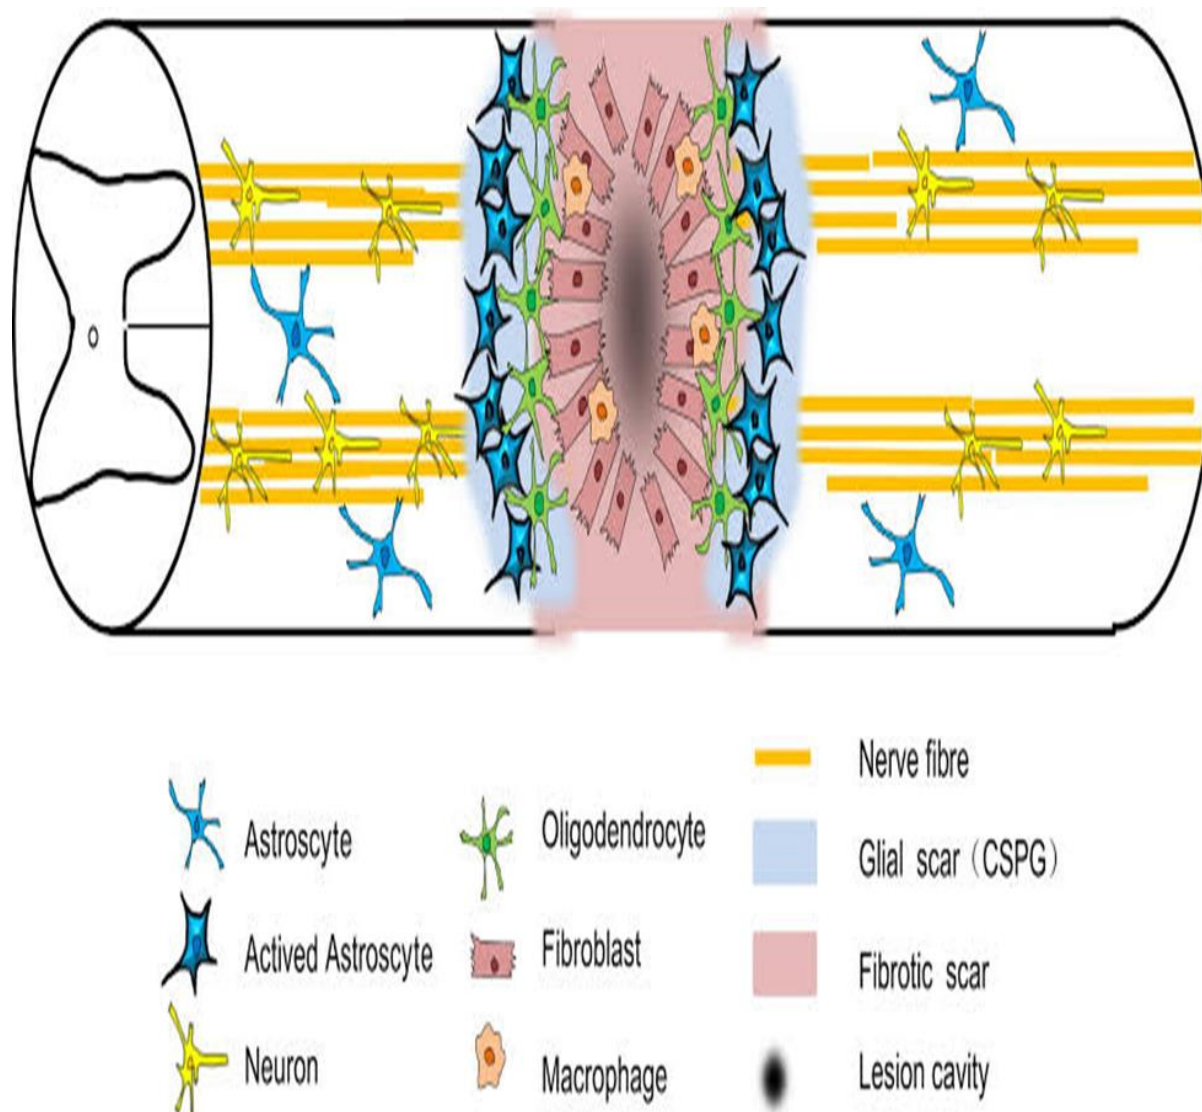 Astroscyte
Actived Astroscyte
Neuron
Oligodendrocyte
Fibroblast
Macrophage
Nerve fibre
Glial scar（CSPG）
Fibrotic scar
Lesion cavity